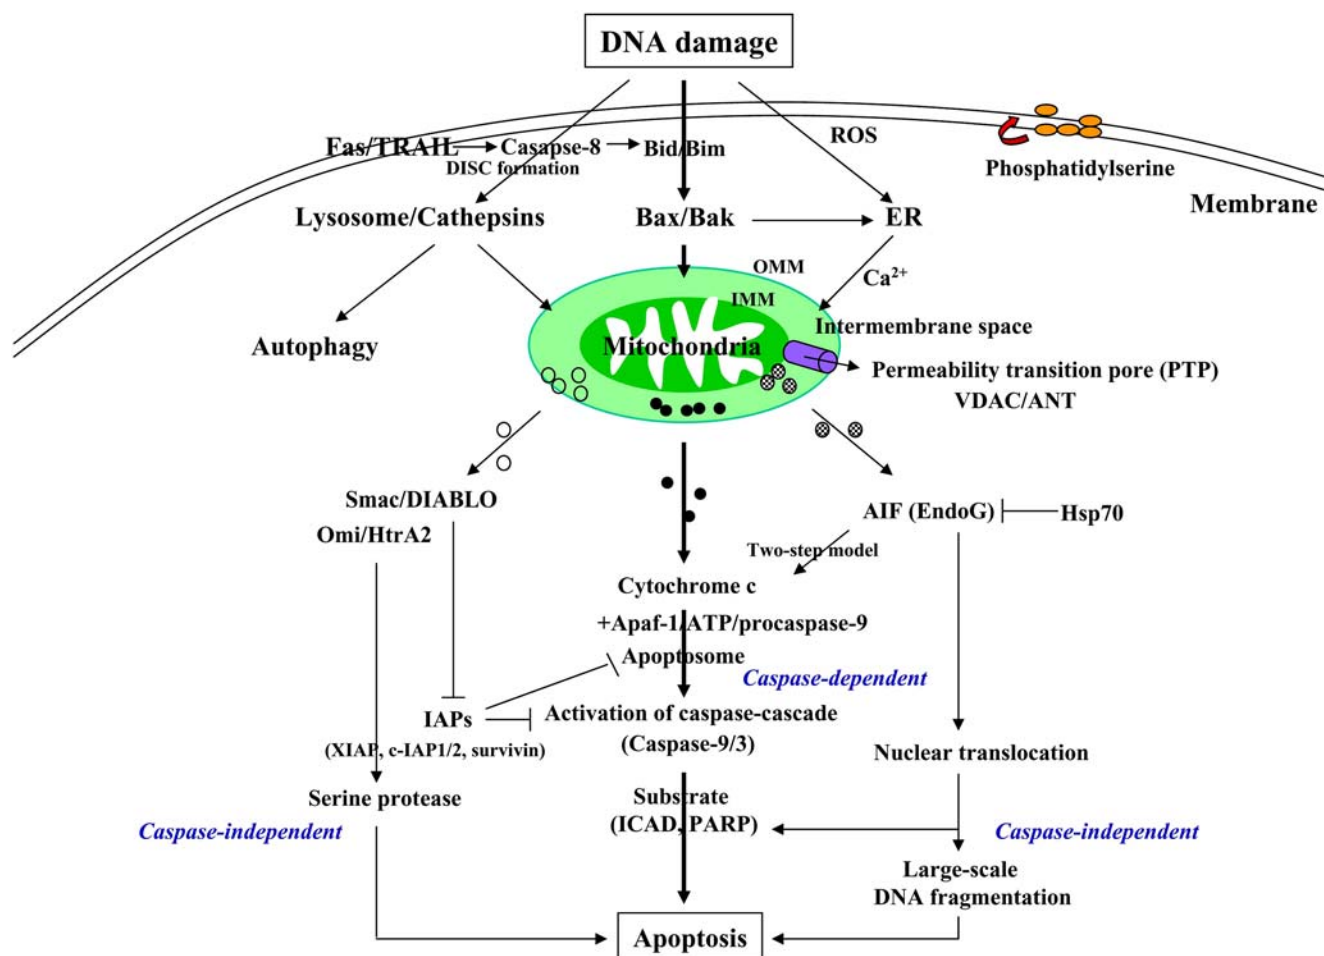 DNA damage
ROS
Fas/TRAIL
Casapse-8
Bid/Bim
DISC formation
Phosphatidylserine
Membrane
Lysosome/Cathepsins
Bax/Bak
ER
OMM
Ca²⁺
IMM
Intermembrane space
Autophagy
Mitochondria
Permeability transition pore (PTP)
VDAC/ANT
Smac/DIABLO
Omi/HtrA2
AIF (EndoG)
Hsp70
Two-step model
Cytochrome c
+Apaf-1/ATP/procaspase-9
Apoptosome
Caspase-dependent
IAPs
(XIAP, c-IAP1/2, survivin)
Activation of caspase-cascade
(Caspase-9/3)
Nuclear translocation
Serine protease
Substrate
(ICAD, PARP)
Caspase-independent
Caspase-independent
Large-scale
DNA fragmentation
Apoptosis